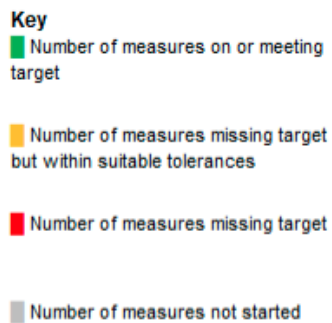 Key
Number of measures on or meeting
target
Number of measures missing target
but within suitable tolerances
Number of measures missing target
Number of measures not started